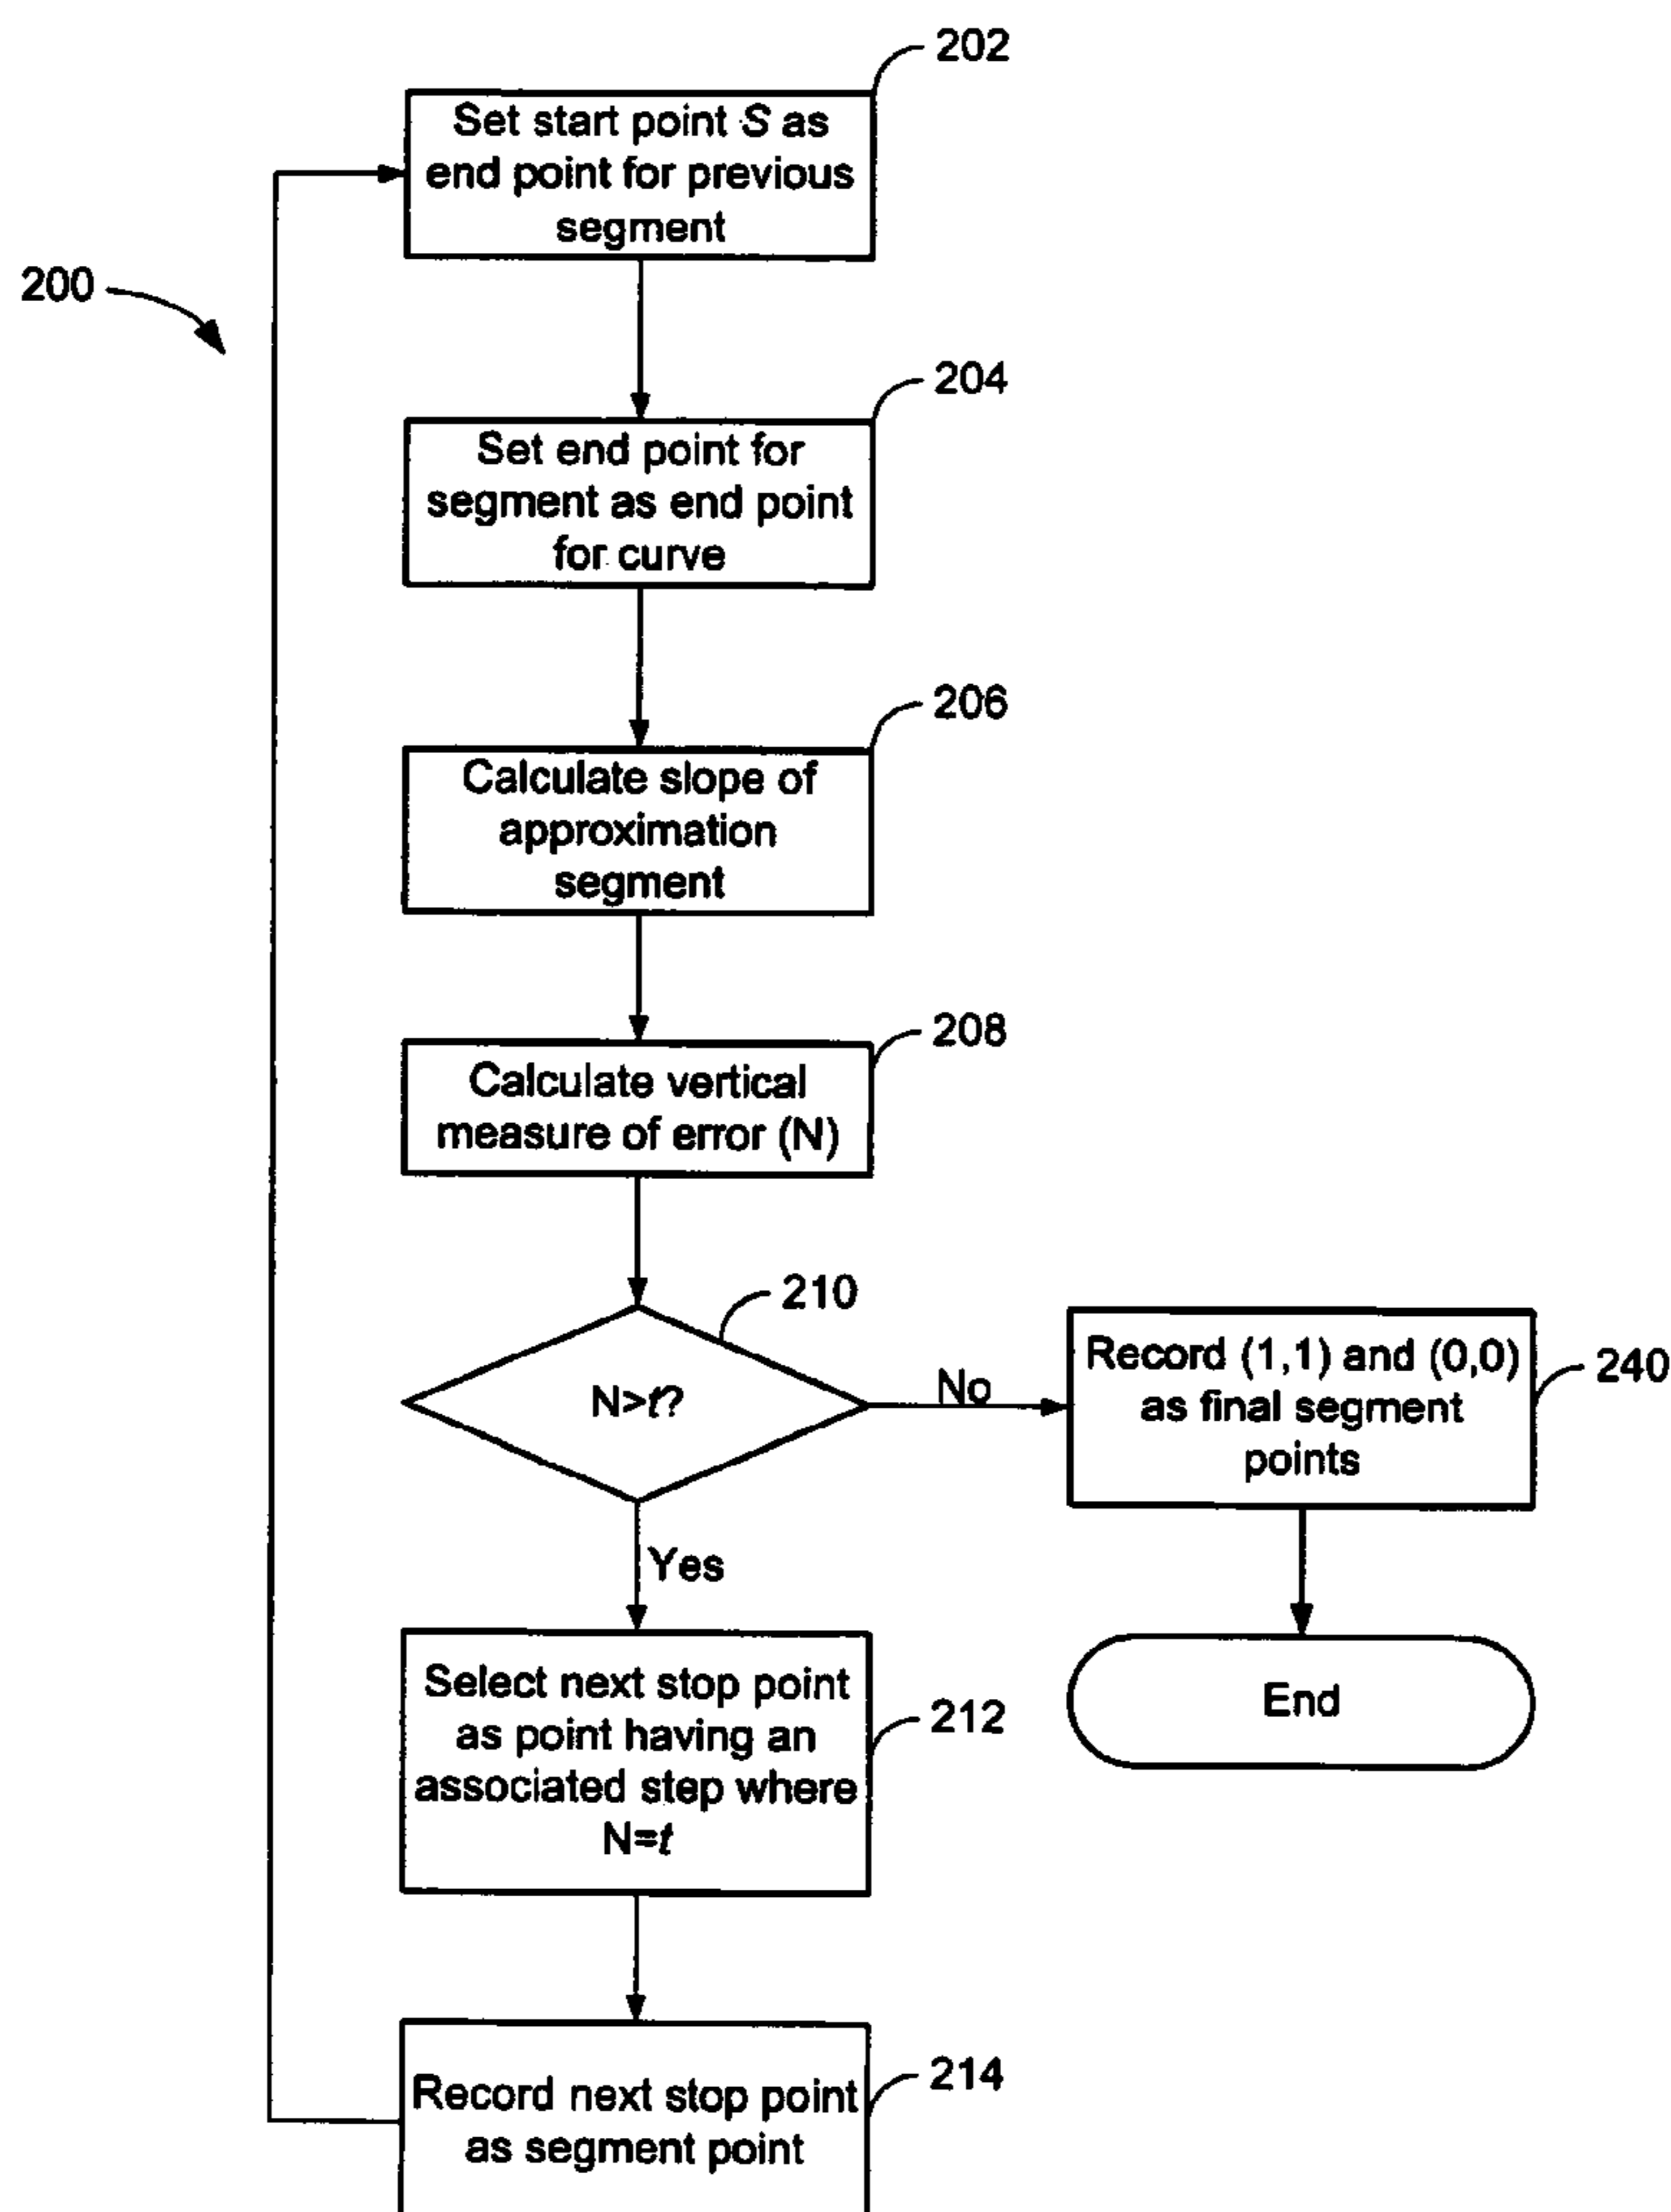 202
Set start point S as
end point for previous
segment
200
204
Set end point for
segment as end point
for curve
206
Calculate slope of
approximation
segment
208
Calculate vertical
measure of error (N)
210
N>t?
No
Record (1,1) and (0,0)
as final segment
points
240
Yes
Select next stop point
as point having an
associated step where
N=t
212
End
Record next stop point
as segment point
214